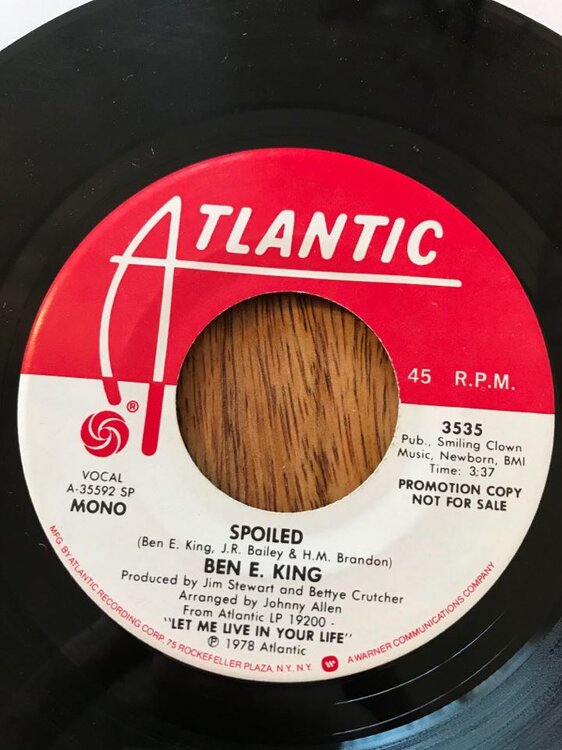 ATLANTIC
®
45 R.P.M.
3535
Pub., Smiling Clown
Music, Newborn, BMI
Time: 3:37
PROMOTION COPY
NOT FOR SALE
VOCAL
A-35592 SP
MONO
SPOILED
(Ben E. King, J.R. Bailey & H.M. Brandon)
BEN E. KING
Produced by Jim Stewart and Bettye Crutcher
Arranged by Johnny Allen
From Atlantic LP 19200 -
"LET ME LIVE IN YOUR LIFE"
℗ 1978 Atlantic
MFG. BY ATLANTIC RECORDING CORP. 75 ROCKEFELLER PLAZA, N.Y., N.Y. A WARNER COMMUNICATIONS COMPANY